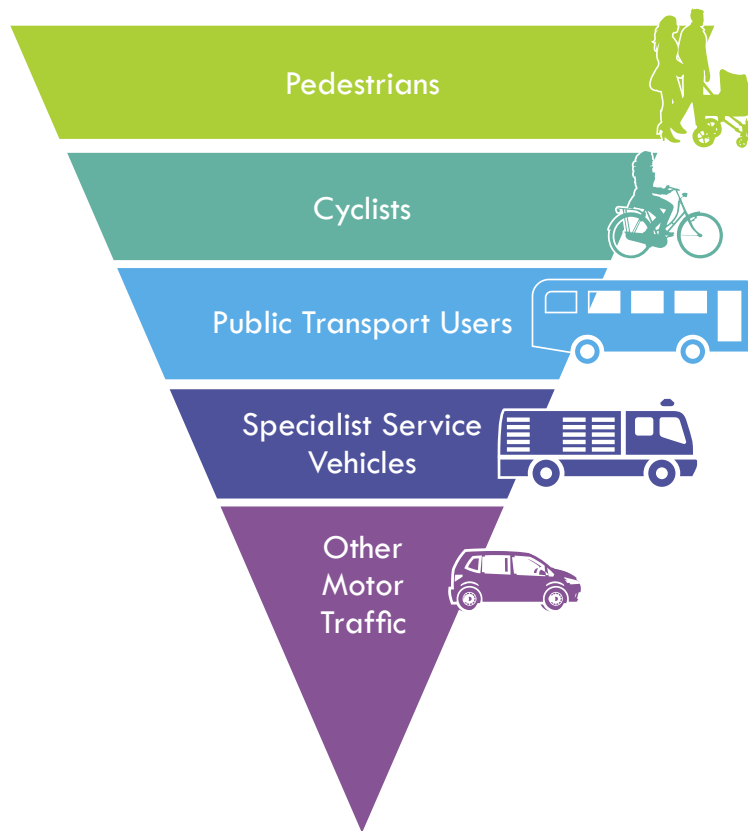 Pedestrians
Cyclists
Public Transport Users
Specialist Service
Vehicles
Other
Motor
Traffic